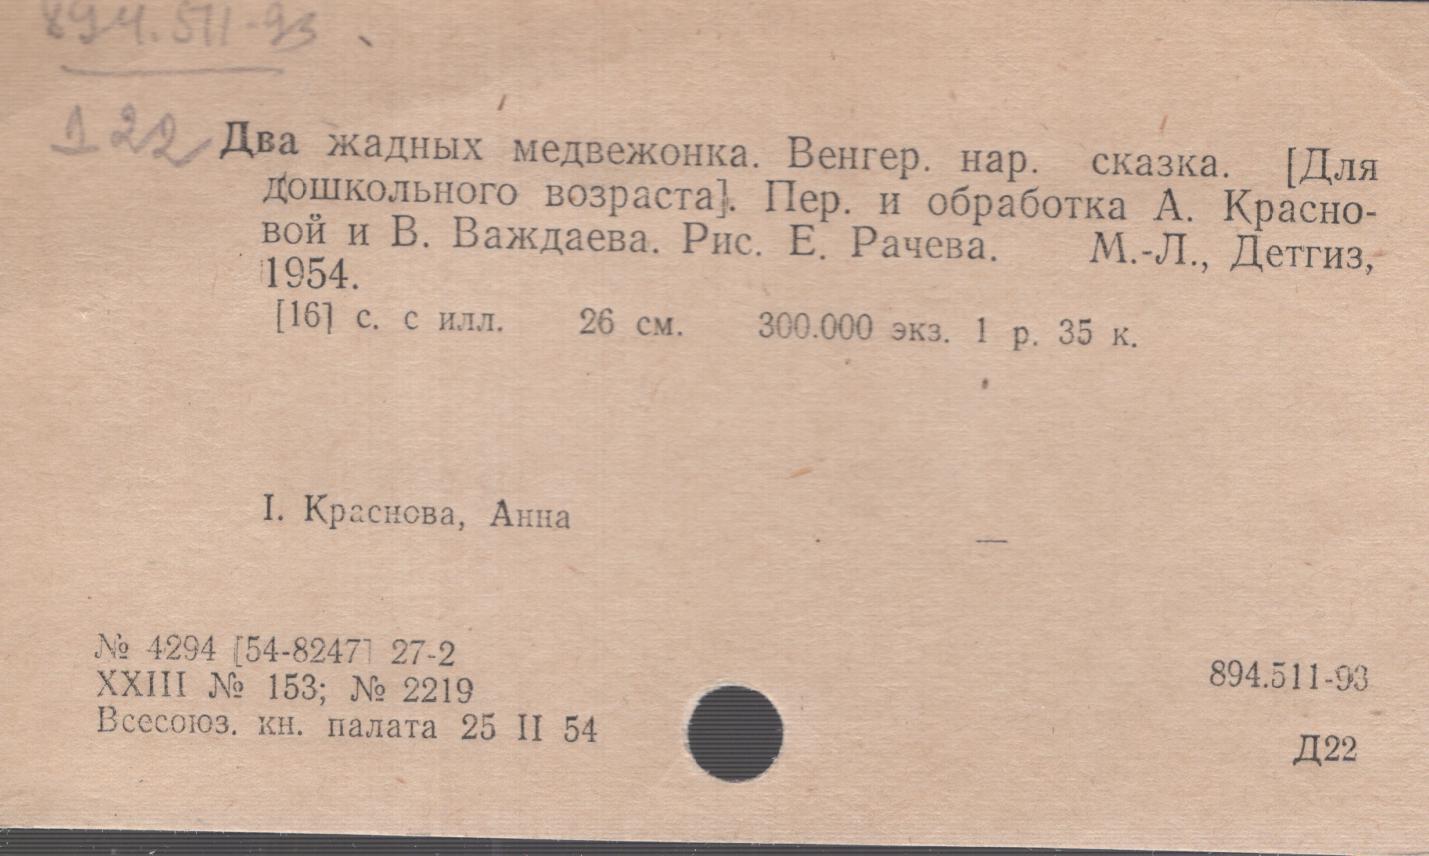 894.511-93
Д22
Два жадных медвежонка. Венгер. нар. сказка. [Для
дошкольного возраста]. Пер. и обработка А. Красно-
вой и В. Важдаева. Рис. Е. Рачева. М.-Л., Детгиз,
1954.
[16] с. с илл. 26 см. 300.000 экз. 1 р. 35 к.
I. Краснова, Анна
№ 4294 [54-8247] 27-2
XXIII № 153; № 2219
Всесоюз. кн. палата 25 II 54
894.511-93
Д22